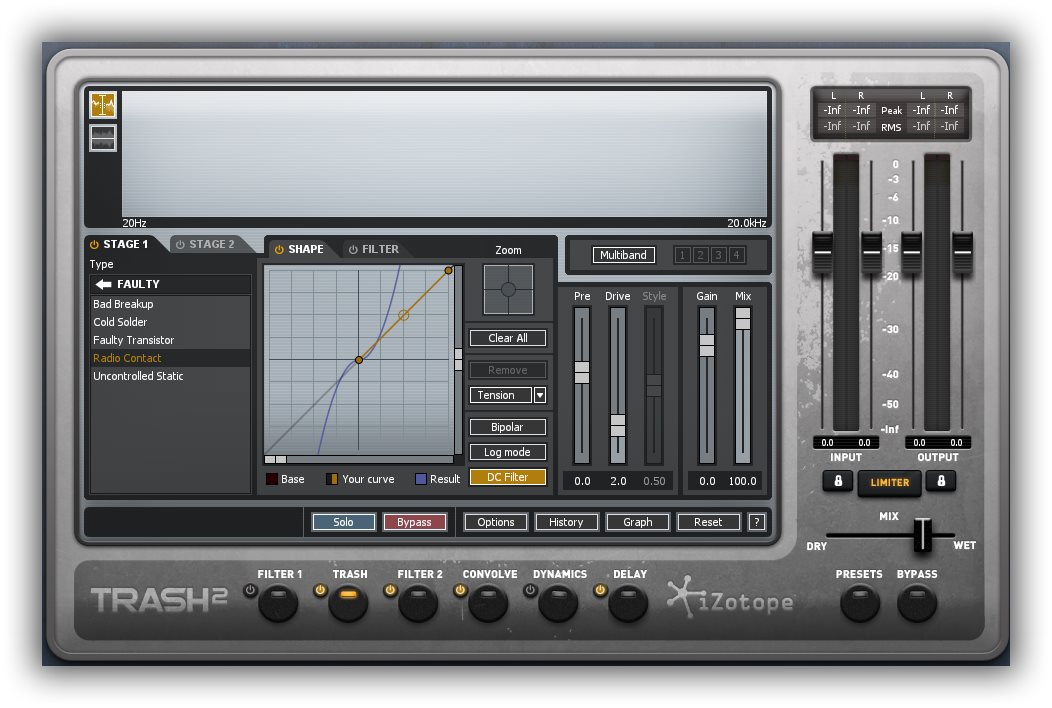 L R L R
-Inf -Inf Peak -Inf -Inf
-Inf -Inf RMS -Inf -Inf
20Hz 20.0kHz
STAGE 1 STAGE 2
Type
FAULTY
Bad Breakup
Cold Solder
Faulty Transistor
Radio Contact
Uncontrolled Static
SHAPE FILTER
Zoom
Clear All
Remove
Tension
Bipolar
Log mode
DC Filter
Base Your curve Result
Multiband 1 2 3 4
Pre Drive Style Gain Mix
0.0 2.0 0.50 0.0 100.0
0
-3
-6
-10
-15
-20
-30
-40
-50
-Inf
0.0 0.0 0.0 0.0
INPUT OUTPUT
LIMITER
MIX
DRY WET
Solo Bypass Options History Graph Reset ?
TRASH2
FILTER 1 TRASH FILTER 2 CONVOLVE DYNAMICS DELAY
iZotope
PRESETS BYPASS